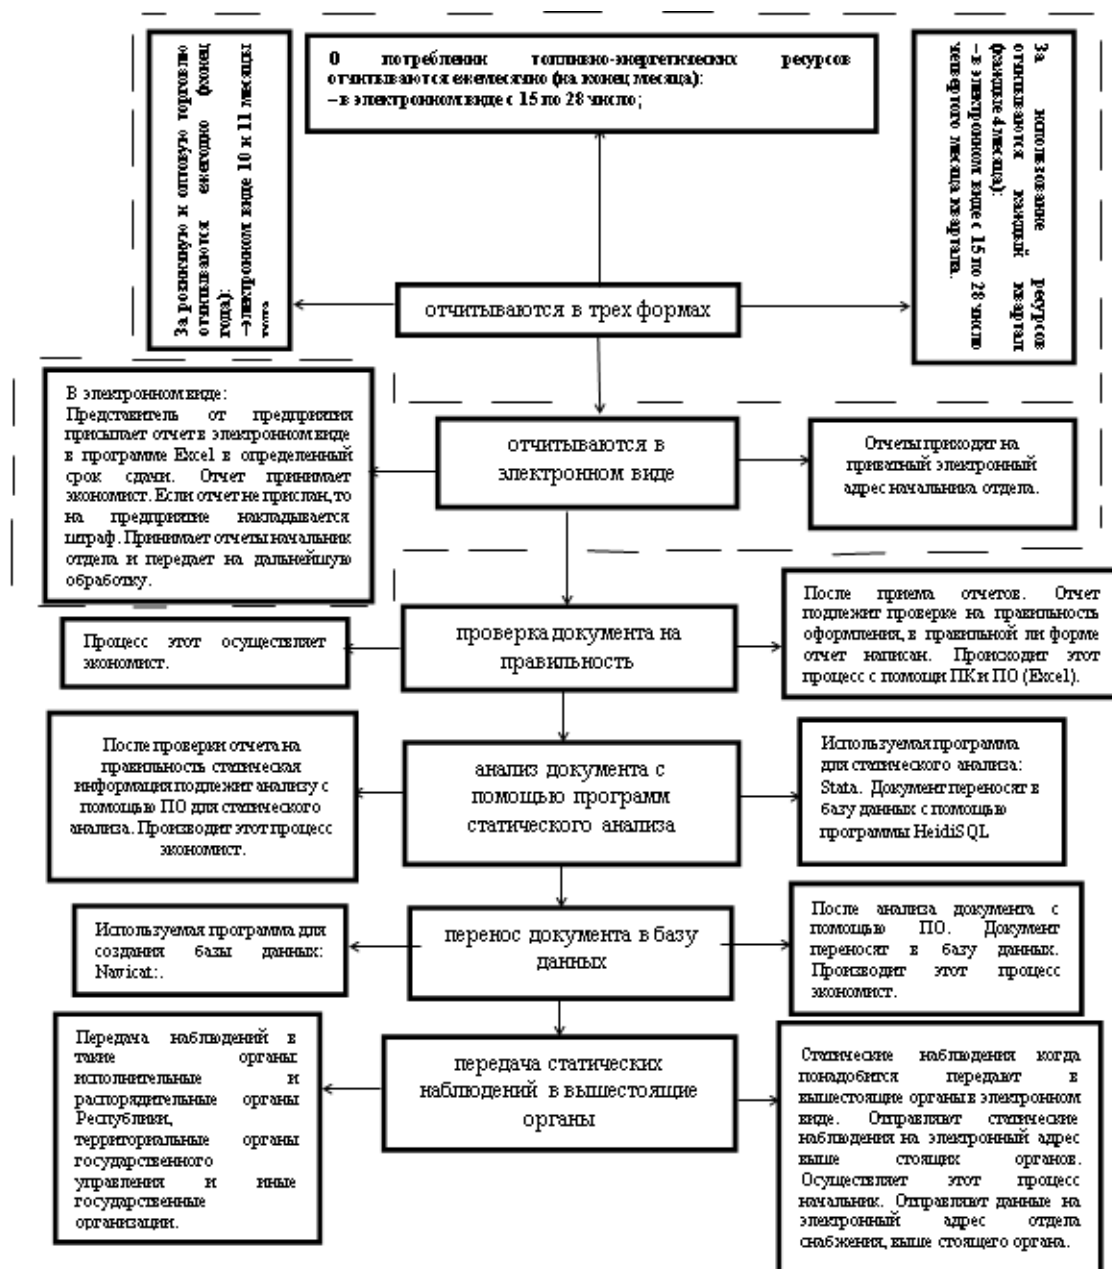 О потреблении топливно-энергетических ресурсов
отчитываются ежемесячно (на конец месяца):
– в электронном виде с 15 по 28 число;
За розничную и оптовую торговлю
отчитываются ежегодно (конец
года):
–электронном виде 10 и 11 месяцы
За использование ресурсов
отчитываются каждый квартал
(каждые 4 месяца):
– в электронном виде с 15 по 28 число
четвертого месяца квартала.
отчитываются в трех формах
В электронном виде:
Представитель от предприятия
присылает отчет в электронном виде
в программе Excel в определенный
срок сдачи. Отчет принимает
экономист. Если отчет не прислан, то
на предприятие накладывается
штраф. Принимает отчеты начальник
отдела и передает на дальнейшую
обработку.
отчитываются в
электронном виде
Отчеты приходят на
приватный электронный
адрес начальника отдела.
Процесс этот осуществляет
экономист.
проверка документа на
правильность
После приема отчетов. Отчет
подлежит проверке на правильность
оформления, в правильной ли форме
отчет написан. Происходит этот
процесс с помощи ПК и ПО (Excel).
После проверки отчета на
правильность статическая
информация подлежит анализу с
помощью ПО для статического
анализа. Производит этот процесс
экономист.
анализ документа с
помощью программ
статического анализа
Используемая программа
для статического анализа:
Stata. Документ переносят в
базу данных с помощью
программы HeidiSQL
Используемая программа для
создания базы данных:
Navicat:.
перенос документа в базу
данных
После анализа документа с
помощью ПО. Документ
переносят в базу данных.
Производит этот процесс
экономист.
Передача наблюдений в
такие органы:
исполнительные и
распорядительные органы
Республики,
территориальные органы
государственного
управления и иные
государственные
организации.
передача статических
наблюдений в вышестоящие
органы
Статические наблюдения когда
понадобится передают в
вышестоящие органы в электронном
виде. Отправляют статические
наблюдения на электронный адрес
выше стоящих органов.
Осуществляет этот процесс
начальник. Отправляют данные на
электронный адрес отдела
снабжения, выше стоящего органа.